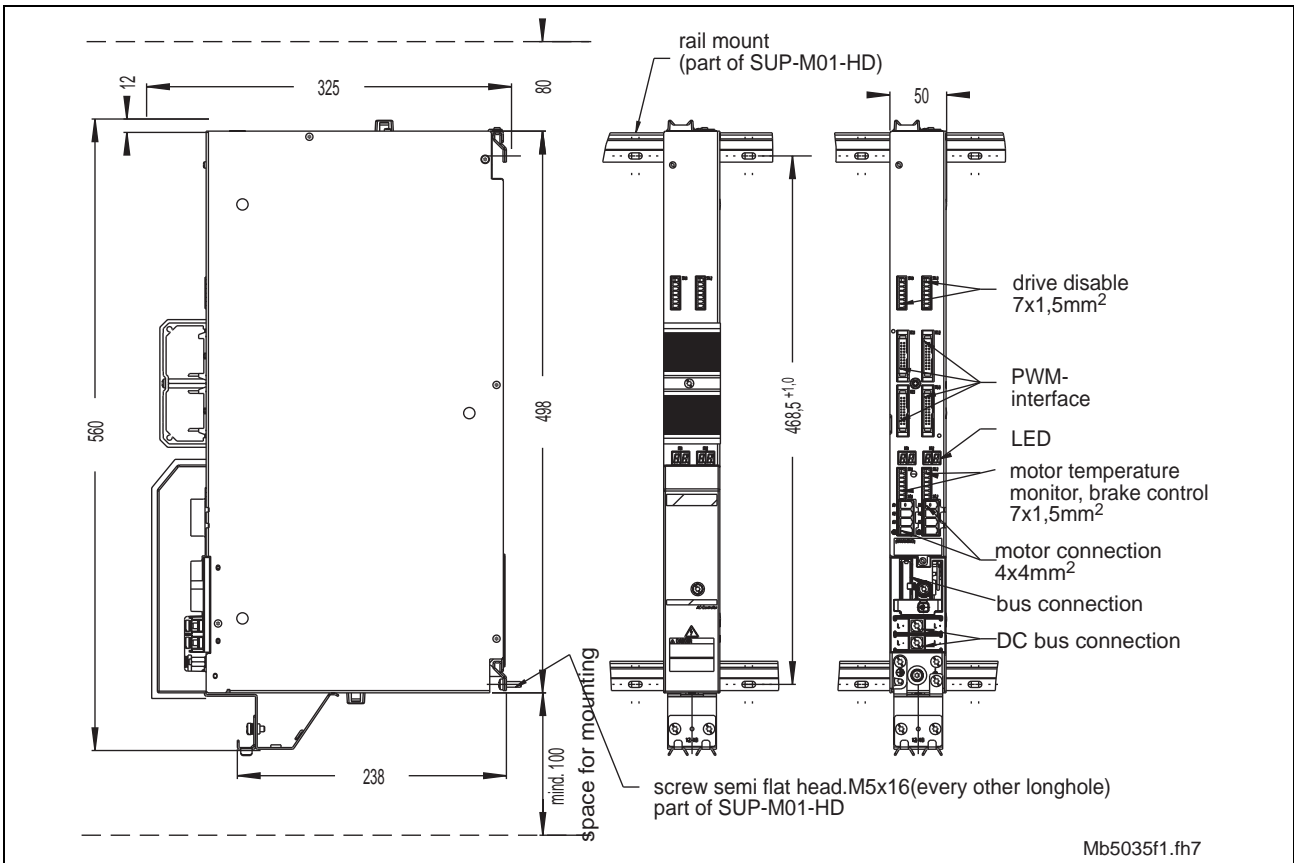 rail mount
(part of SUP-M01-HD)
12
325
80
50
560
498
468,5 +1,0
drive disable
7x1,5mm²
PWM-
interface
LED
motor temperature
monitor, brake control
7x1,5mm²
motor connection
4x4mm²
bus connection
DC bus connection
238
mind. 100
space for mounting
screw semi flat head.M5x16(every other longhole)
part of SUP-M01-HD
Mb5035f1.fh7